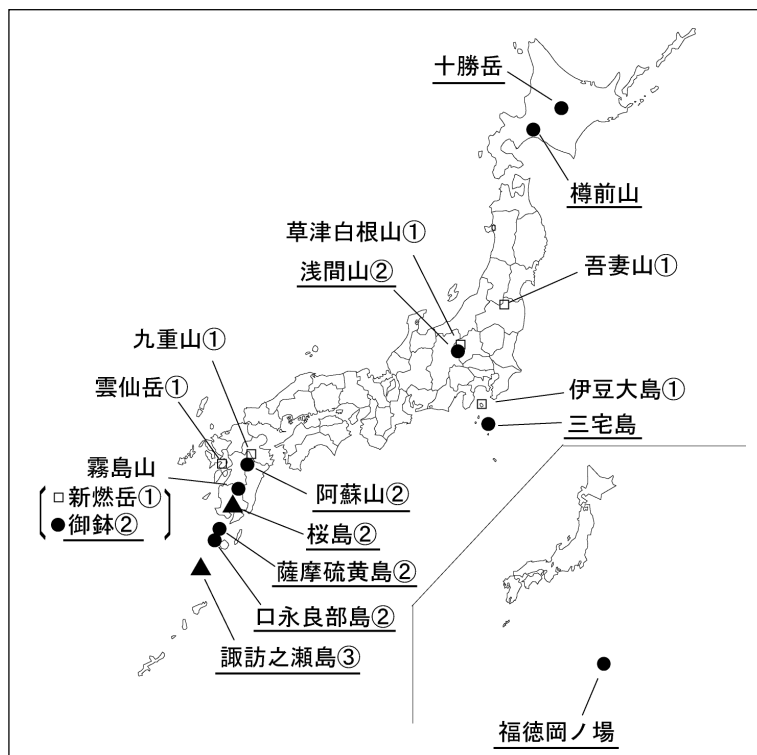 十勝岳
樽前山
草津白根山①
浅間山②
吾妻山①
九重山①
雲仙岳①
伊豆大島①
三宅島
霧島山
新燃岳①
御鉢②
阿蘇山②
桜島②
薩摩硫黄島②
口永良部島②
諏訪之瀬島③
福徳岡ノ場